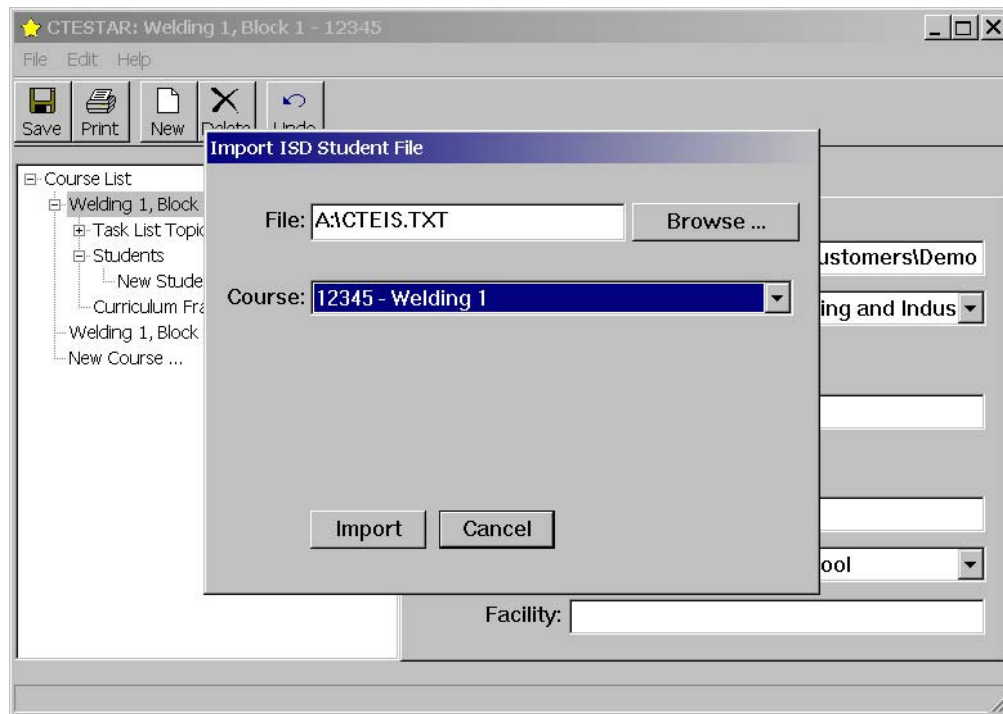 CTESTAR: Welding 1, Block 1 - 12345
File Edit Help
Save Print New Delete Undo
Import ISD Student File
File: A:\CTEIS.TXT Browse ...
Course: 12345 - Welding 1
Import Cancel
Course List
Welding 1, Block
Task List Topic
Students
New Stude
Curriculum Fra
Welding 1, Block
New Course ...
ustomers\Demo
ing and Indus
ool
Facility: